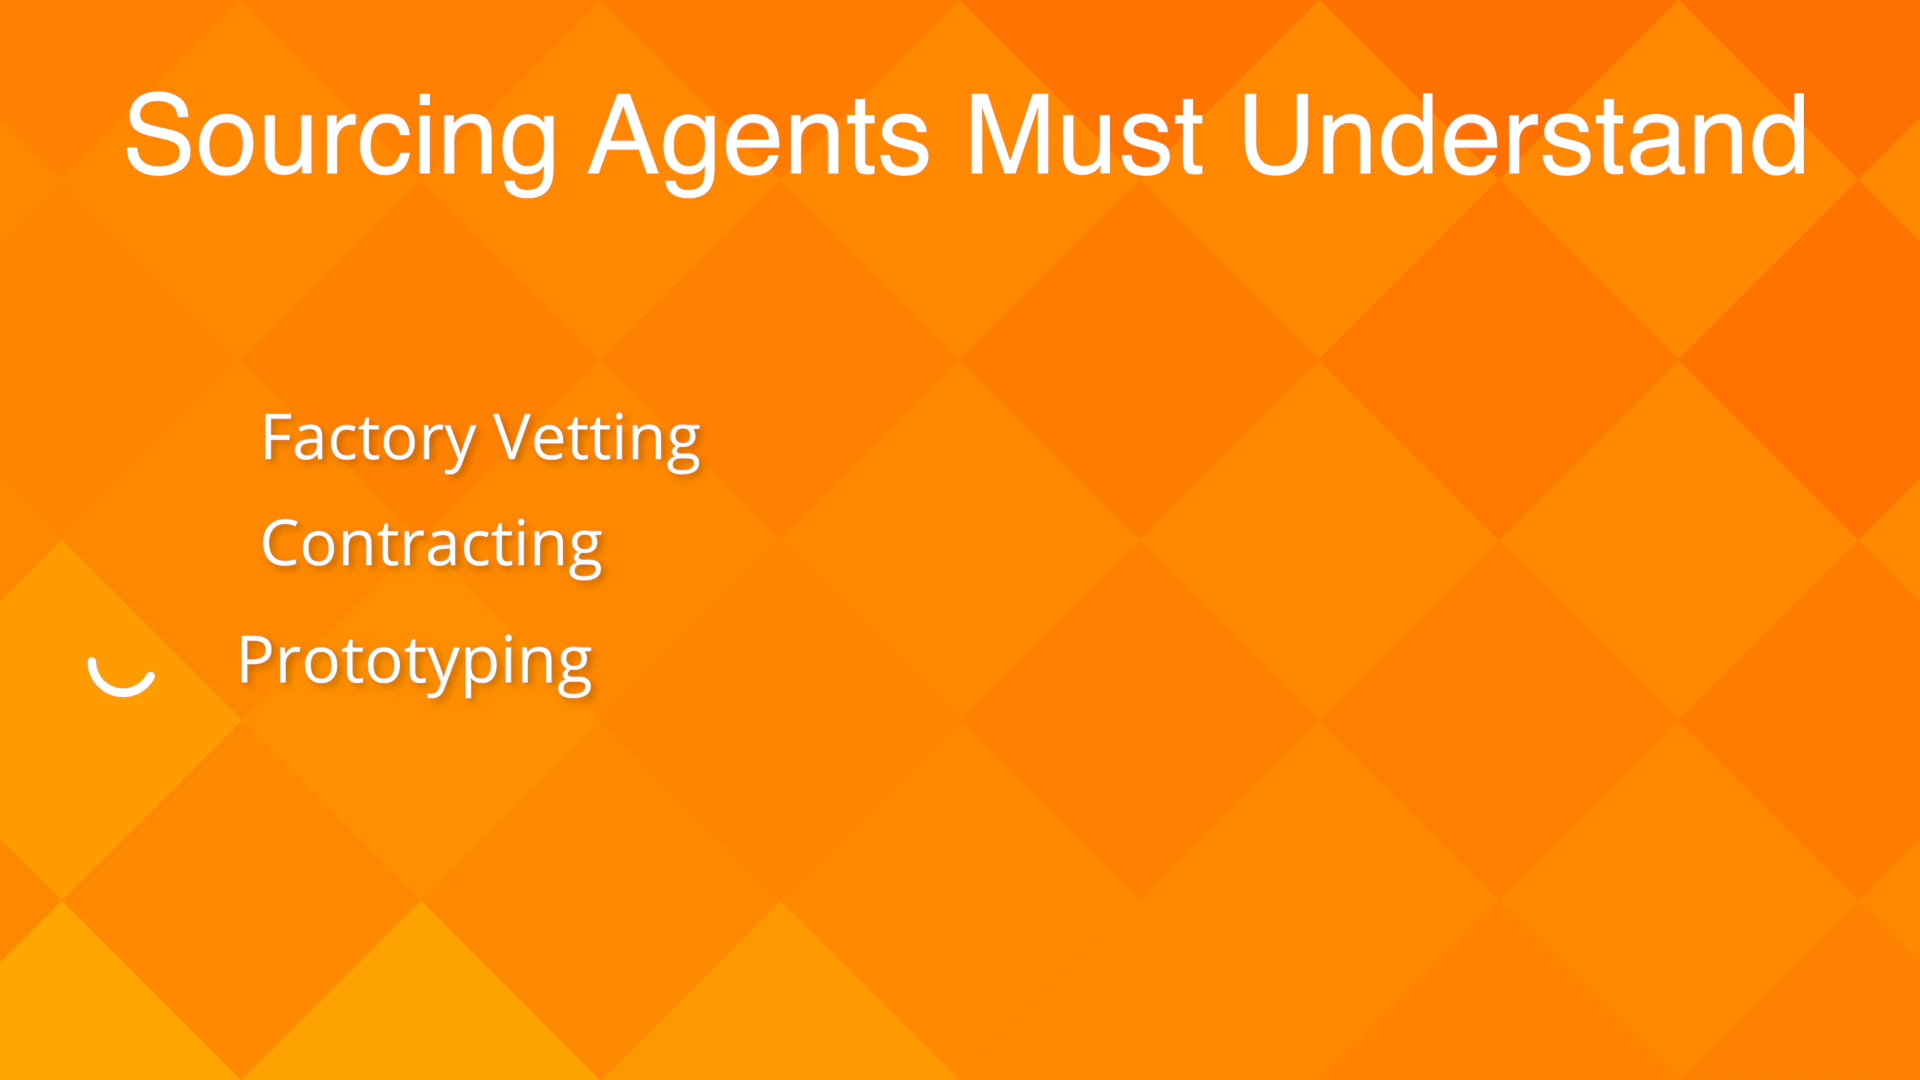 Sourcing Agents Must Understand
Factory Vetting
Contracting
Prototyping